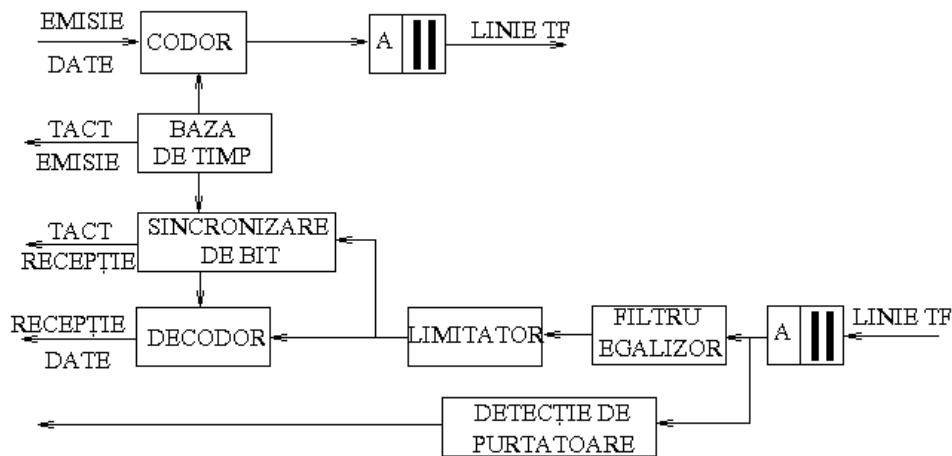 EMISIE
DATE
CODOR
A
LINIE TF
TACT
EMISIE
BAZA
DE TIMP
TACT
RECEPȚIE
SINCRONIZARE
DE BIT
RECEPȚIE
DATE
DECODOR
LIMITATOR
FILTRU
EGALIZOR
A
LINIE TF
DETECȚIE DE
PURTATOARE